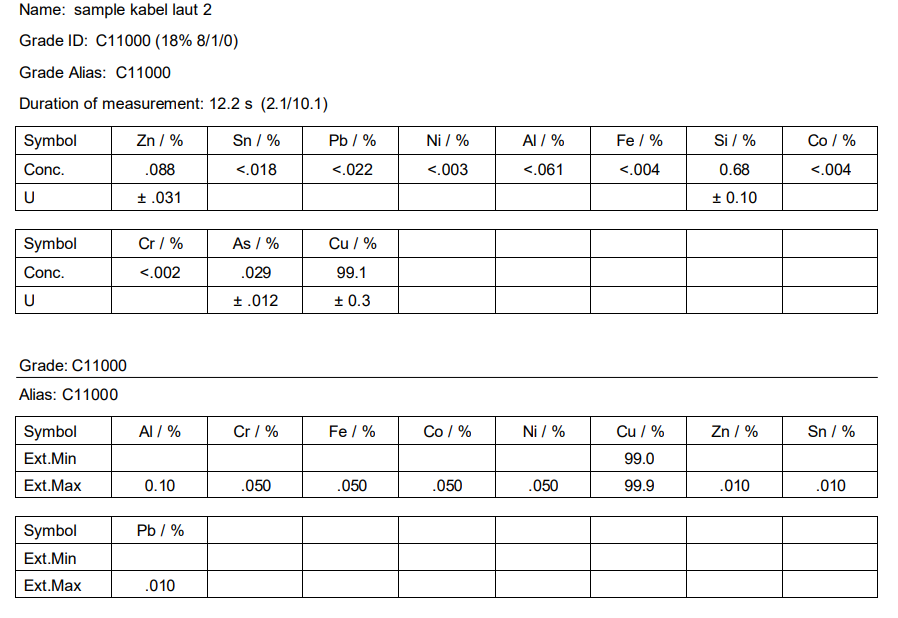 Name: sample kabel laut 2
Grade ID: C11000 (18% 8/1/0)
Grade Alias: C11000
Duration of measurement: 12.2 s (2.1/10.1)
Symbol Zn / % Sn / % Pb / % Ni / % Al / % Fe / % Si / % Co / %
Conc. .088 <.018 <.022 <.003 <.061 <.004 0.68 <.004
U ± .031 ± 0.10
Symbol Cr / % As / % Cu / %
Conc. <.002 .029 99.1
U ± .012 ± 0.3
Grade: C11000
Alias: C11000
Symbol Al / % Cr / % Fe / % Co / % Ni / % Cu / % Zn / % Sn / %
Ext.Min 99.0
Ext.Max 0.10 .050 .050 .050 .050 99.9 .010 .010
Symbol Pb / %
Ext.Min
Ext.Max .010